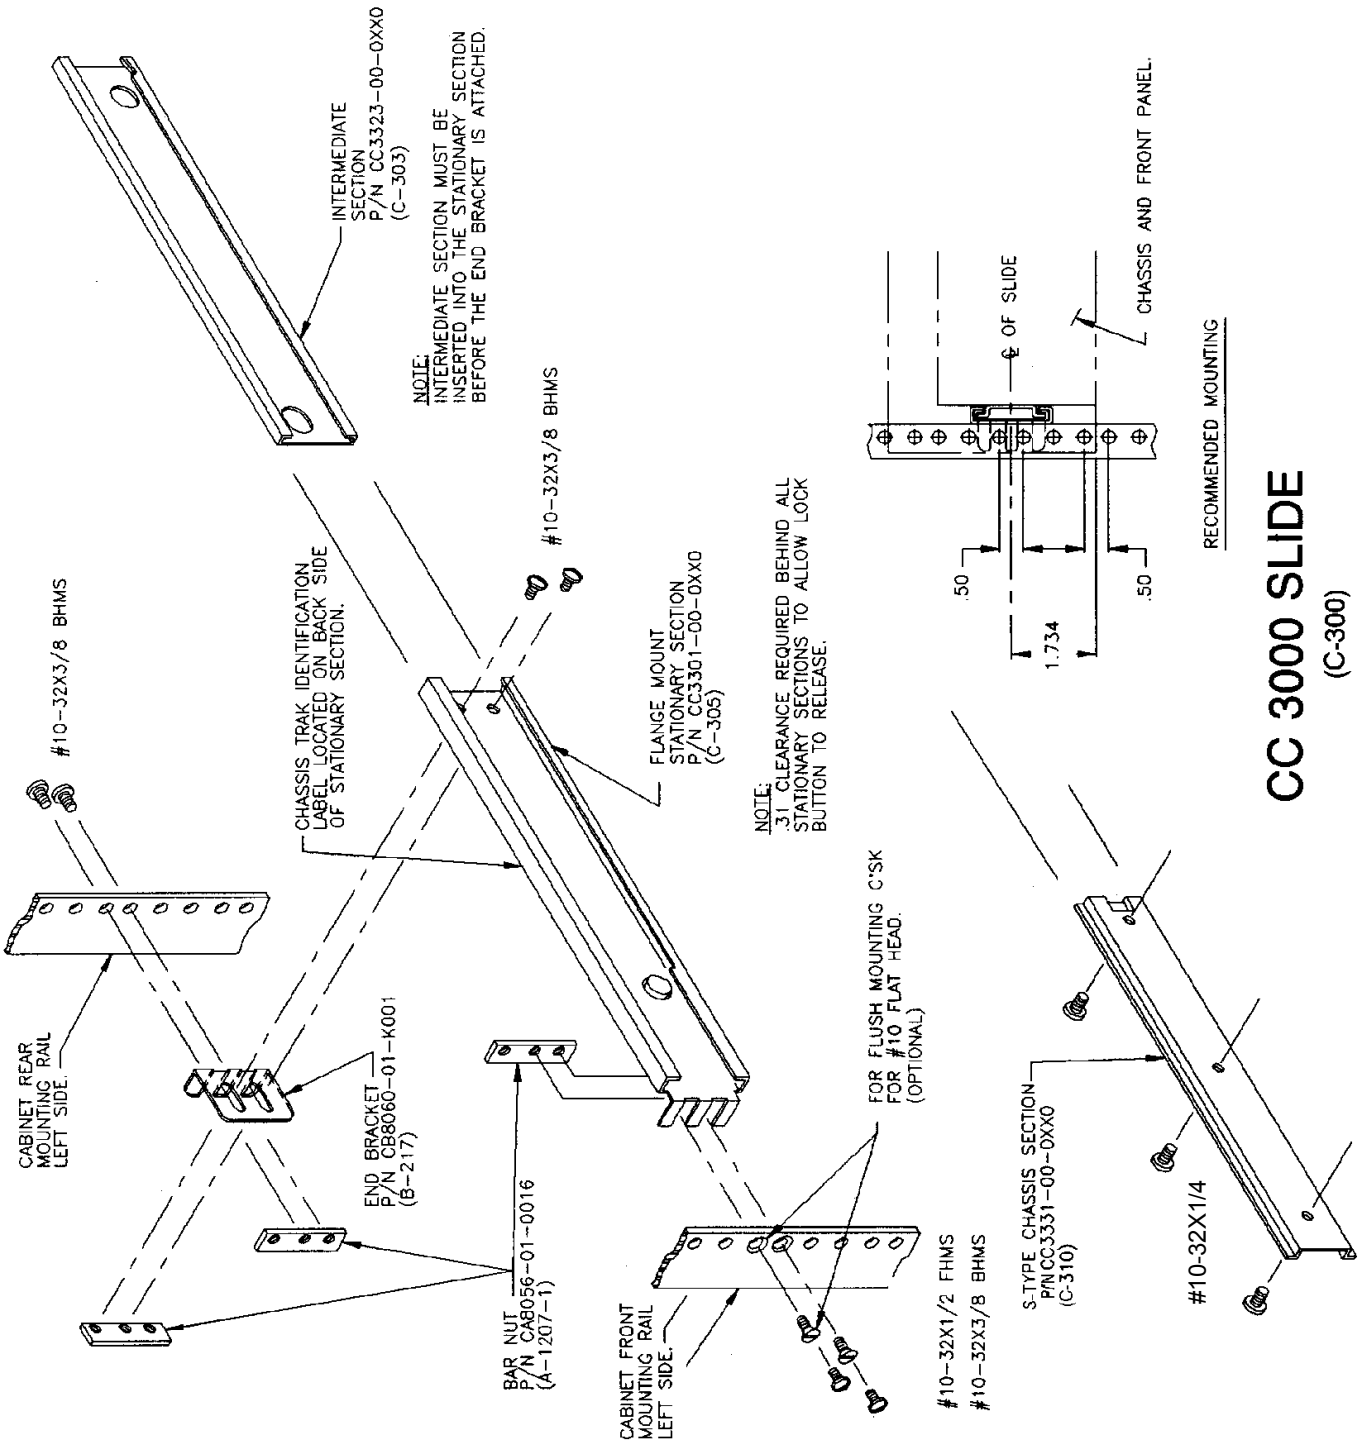 CABINET REAR
MOUNTING RAIL
LEFT SIDE.
#10-32X3/8 BHMS
END BRACKET
P/N CB8060-01-K001
(B-217)
BAR NUT
P/N CA8056-01-0016
(A-1207-1)
CHASSIS TRAK IDENTIFICATION
LABEL LOCATED ON BACK SIDE
OF STATIONARY SECTION.
INTERMEDIATE
SECTION
P/N CC3323-00-0XX0
(C-303)
NOTE:
INTERMEDIATE SECTION MUST BE
INSERTED INTO THE STATIONARY SECTION
BEFORE THE END BRACKET IS ATTACHED.
#10-32X3/8 BHMS
CABINET FRONT
MOUNTING RAIL
LEFT SIDE.
FLANGE MOUNT
STATIONARY SECTION
P/N CC3301-00-0XX0
(C-305)
NOTE:
.31 CLEARANCE REQUIRED BEHIND ALL
STATIONARY SECTIONS TO ALLOW LOCK
BUTTON TO RELEASE.
FOR FLUSH MOUNTING C'SK
FOR #10 FLAT HEAD.
(OPTIONAL)
#10-32X1/2 FHMS
#10-32X3/8 BHMS
S-TYPE CHASSIS SECTION
P/N CC3331-00-0XX0
(C-310)
#10-32X1/4
.50
1.734
.50
℄ OF SLIDE
CHASSIS AND FRONT PANEL.
RECOMMENDED MOUNTING
CC 3000 SLIDE
(C-300)